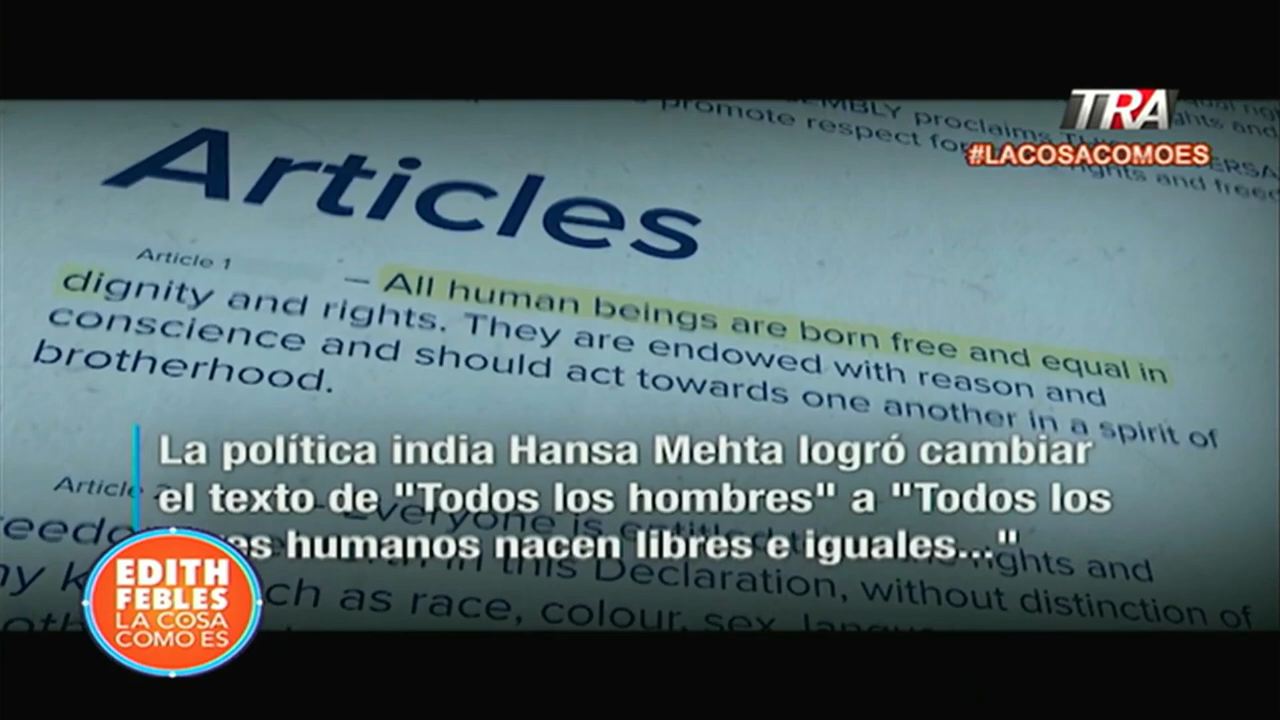 EMBLY proclaims
promote respect for
rights and free
TRA
#LACOSACOMOES
Articles
Article 1
– All human beings are born free and equal in
dignity and rights. They are endowed with reason and
conscience and should act towards one another in a spirit of
brotherhood.
La política india Hansa Mehta logró cambiar
el texto de "Todos los hombres" a "Todos los
es humanos nacen libres e iguales..."
Article
– Everyone is
rights and
in this Declaration, without distinction of
ch as race, colour, sex,
EDITH
FEBLES
LA COSA
COMO ES